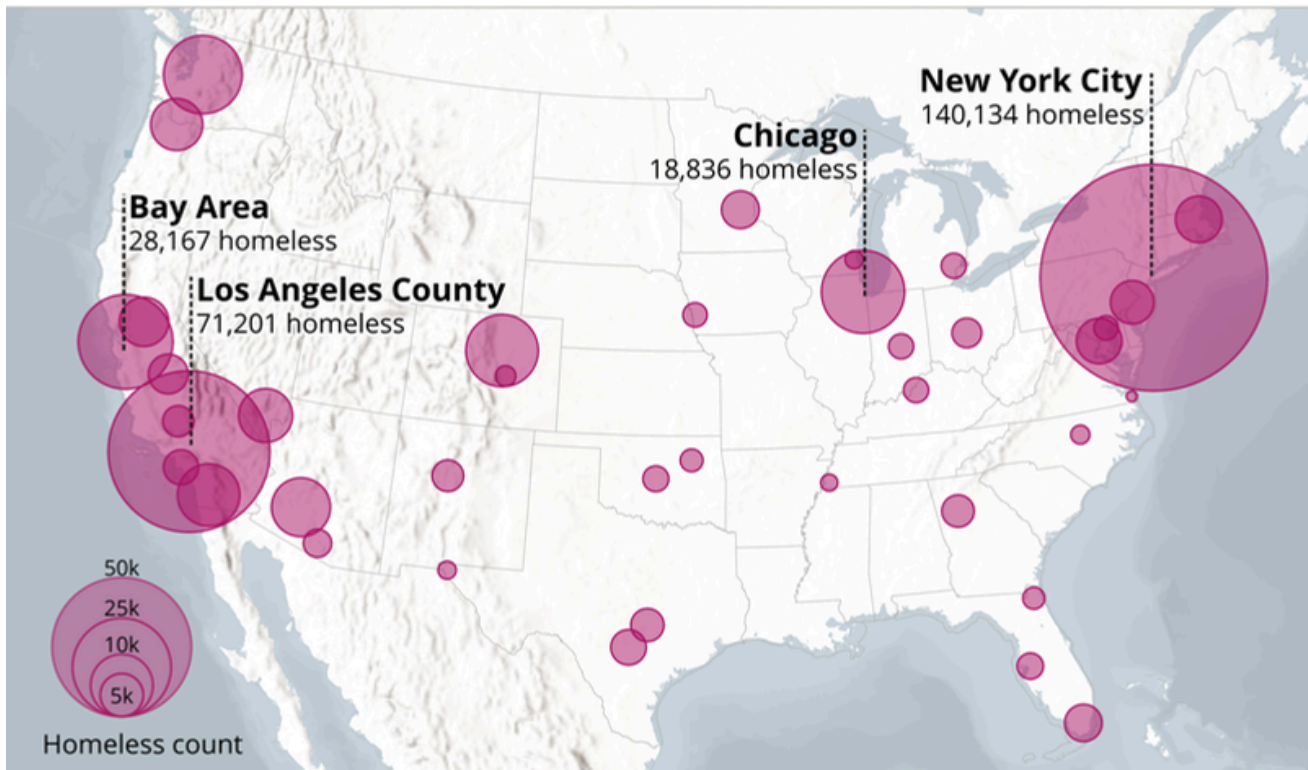 New York City
140,134 homeless
Chicago
18,836 homeless
Bay Area
28,167 homeless
Los Angeles County
71,201 homeless
50k
25k
10k
5k
Homeless count